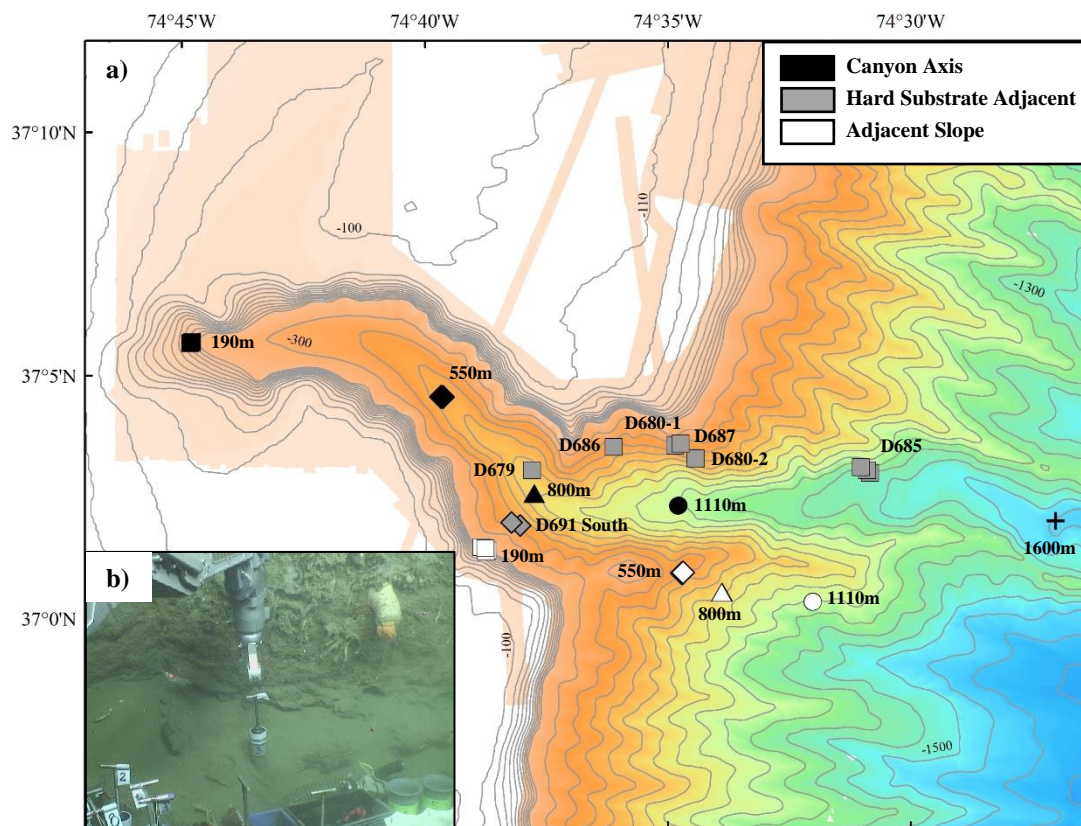 74°45'W 74°40'W 74°35'W 74°30'W
a)
Canyon Axis
Hard Substrate Adjacent
Adjacent Slope
37°10'N
-110
-100
-1300
190m
-300
37°5'N
550m
D680-1
D687
D686
D680-2
D685
D679
800m
1110m
D691 South
1600m
190m
550m
b)
800m
1110m
37°0'N
-100
-1500
2
8